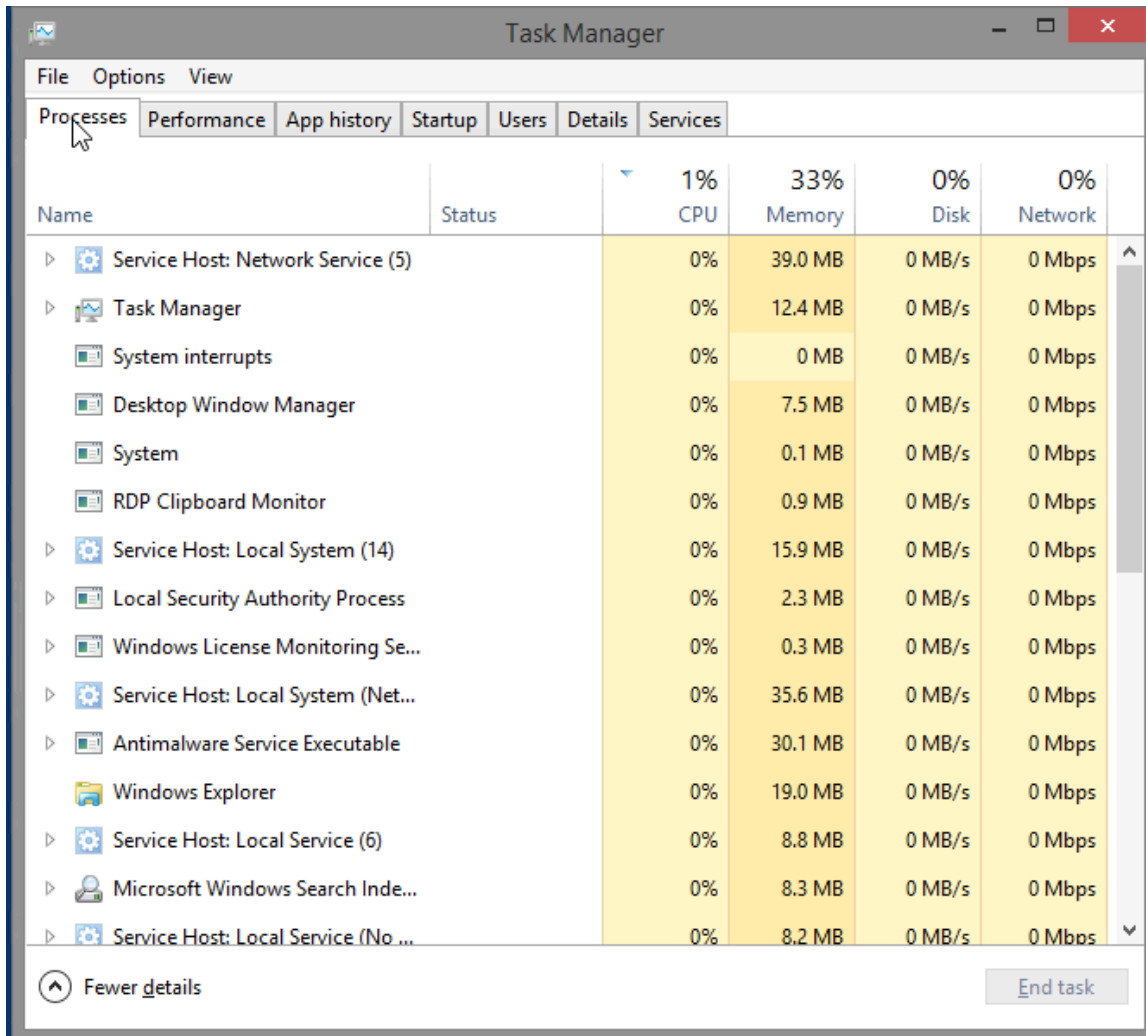 Task Manager
File Options View
Processes Performance App history Startup Users Details Services
1% 33% 0% 0%
Name Status CPU Memory Disk Network
Service Host: Network Service (5) 0% 39.0 MB 0 MB/s 0 Mbps
Task Manager 0% 12.4 MB 0 MB/s 0 Mbps
System interrupts 0% 0 MB 0 MB/s 0 Mbps
Desktop Window Manager 0% 7.5 MB 0 MB/s 0 Mbps
System 0% 0.1 MB 0 MB/s 0 Mbps
RDP Clipboard Monitor 0% 0.9 MB 0 MB/s 0 Mbps
Service Host: Local System (14) 0% 15.9 MB 0 MB/s 0 Mbps
Local Security Authority Process 0% 2.3 MB 0 MB/s 0 Mbps
Windows License Monitoring Se... 0% 0.3 MB 0 MB/s 0 Mbps
Service Host: Local System (Net... 0% 35.6 MB 0 MB/s 0 Mbps
Antimalware Service Executable 0% 30.1 MB 0 MB/s 0 Mbps
Windows Explorer 0% 19.0 MB 0 MB/s 0 Mbps
Service Host: Local Service (6) 0% 8.8 MB 0 MB/s 0 Mbps
Microsoft Windows Search Inde... 0% 8.3 MB 0 MB/s 0 Mbps
Service Host: Local Service (No ... 0% 8.2 MB 0 MB/s 0 Mbps
Fewer details End task